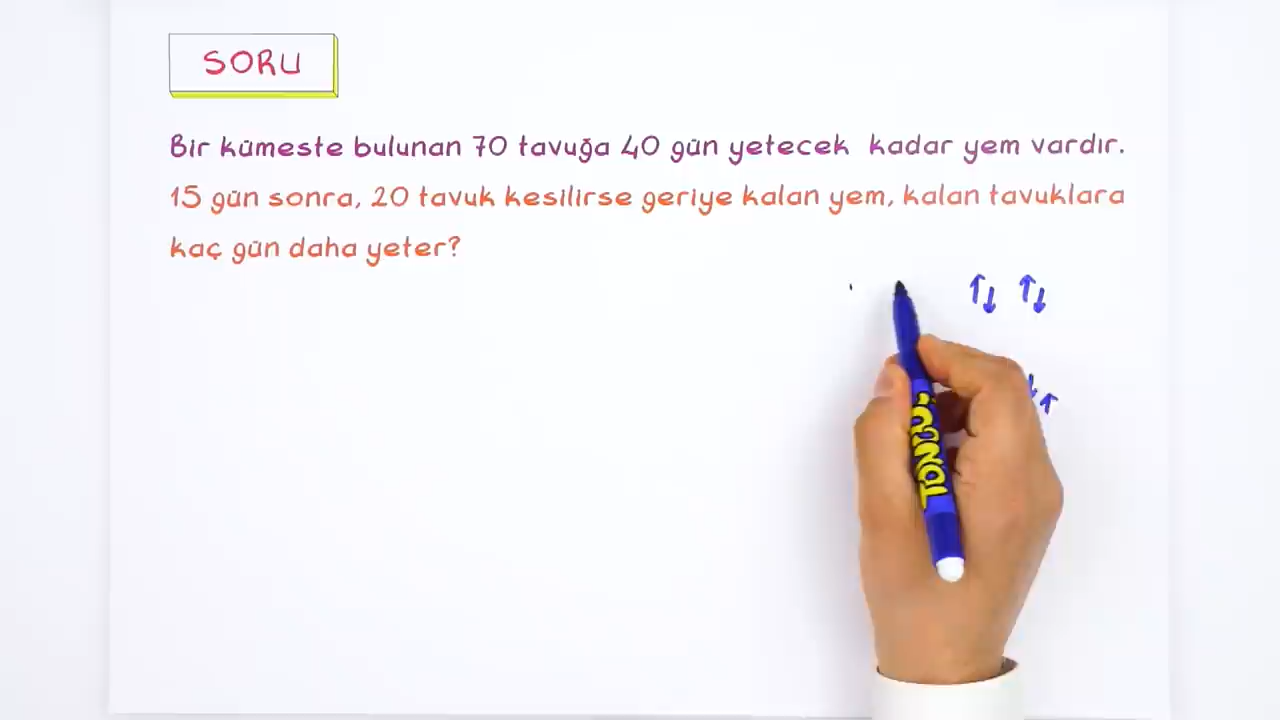 SORU
Bir kümeste bulunan 70 tavuğa 40 gün yetecek kadar yem vardır.
15 gün sonra, 20 tavuk kesilirse geriye kalan yem, kalan tavuklara
kaç gün daha yeter?
↑↓ ↑↓
TONGUÇ